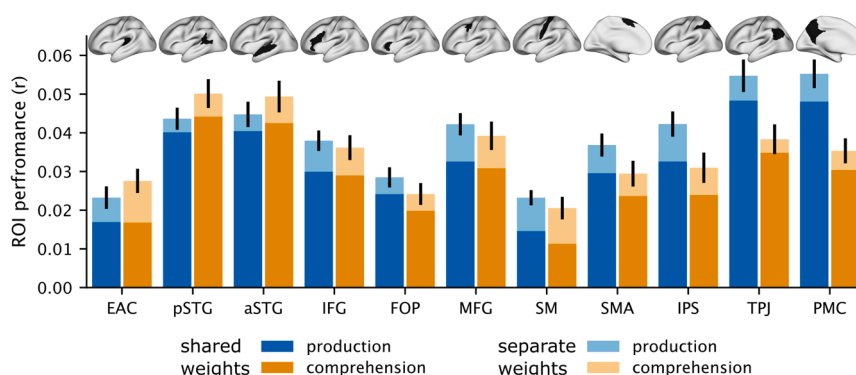 ROI perfromance (r)
0.06
0.05
0.04
0.03
0.02
0.01
0.00
EAC pSTG aSTG IFG FOP MFG SM SMA IPS TPJ PMC
shared production separate production
weights comprehension weights comprehension